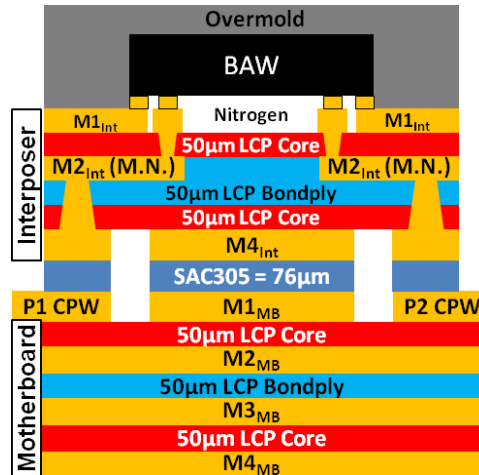 Overmold
BAW
Nitrogen
M1Int M1Int
50μm LCP Core
M2Int (M.N.) M2Int (M.N.)
50μm LCP Bondply
50μm LCP Core
M4Int
SAC305 = 76μm
P1 CPW M1MB P2 CPW
50μm LCP Core
M2MB
50μm LCP Bondply
M3MB
50μm LCP Core
M4MB
Interposer
Motherboard